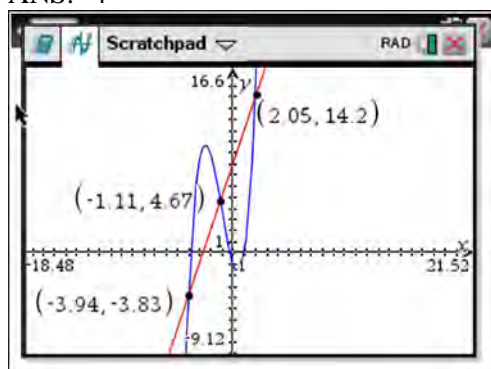 Scratchpad RAD
16.6 y
(2.05, 14.2)
(-1.11, 4.67)
1 x
-18.48 1 21.52
(-3.94, -3.83)
-9.12